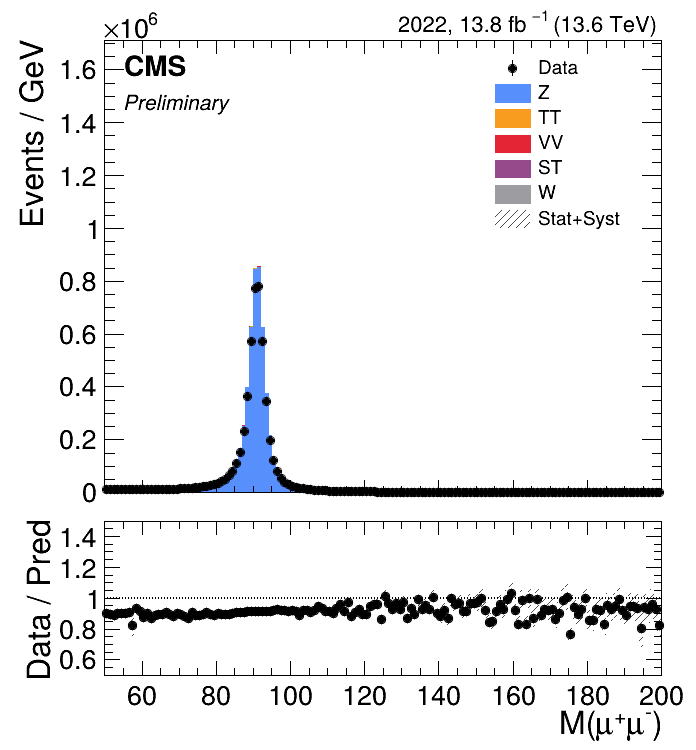 ×10⁶
2022, 13.8 fb⁻¹ (13.6 TeV)
CMS
Preliminary
Data
Z
TT
VV
ST
W
Stat+Syst
Events / GeV
1.6
1.4
1.2
1
0.8
0.6
0.4
0.2
0
Data / Pred
1.4
1.2
1
0.8
0.6
60 80 100 120 140 160 180 200
M(μ⁺μ⁻)